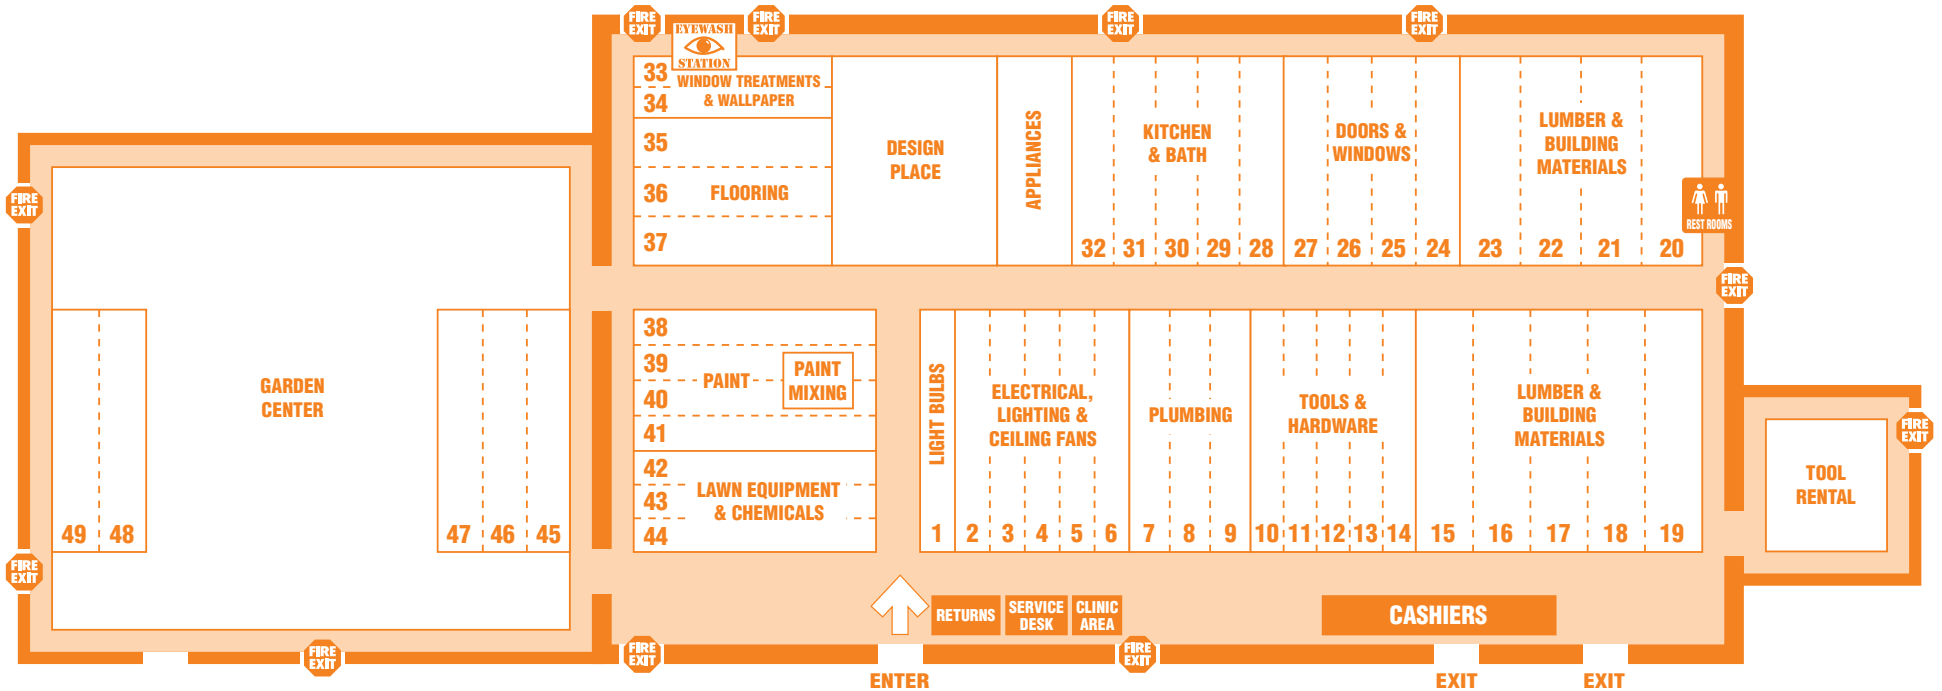 FIRE
EXIT
FIRE
EXIT
FIRE
EXIT
FIRE
EXIT
EYEWASH
STATION
33
WINDOW TREATMENTS
34
& WALLPAPER
35
36
FLOORING
37
DESIGN
PLACE
APPLIANCES
KITCHEN
& BATH
32 31 30 29 28
DOORS &
WINDOWS
27 26 25 24
LUMBER &
BUILDING
MATERIALS
23 22 21 20
REST ROOMS
FIRE
EXIT
FIRE
EXIT
GARDEN
CENTER
49 48
47 46 45
FIRE
EXIT
FIRE
EXIT
38
39
PAINT
PAINT
MIXING
40
41
42
LAWN EQUIPMENT
& CHEMICALS
43
44
LIGHT BULBS
1
ELECTRICAL,
LIGHTING &
CEILING FANS
2 3 4 5 6
PLUMBING
7 8 9
TOOLS &
HARDWARE
10 11 12 13 14
LUMBER &
BUILDING
MATERIALS
15 16 17 18 19
TOOL
RENTAL
FIRE
EXIT
RETURNS
SERVICE
DESK
CLINIC
AREA
CASHIERS
FIRE
EXIT
FIRE
EXIT
ENTER
EXIT
EXIT